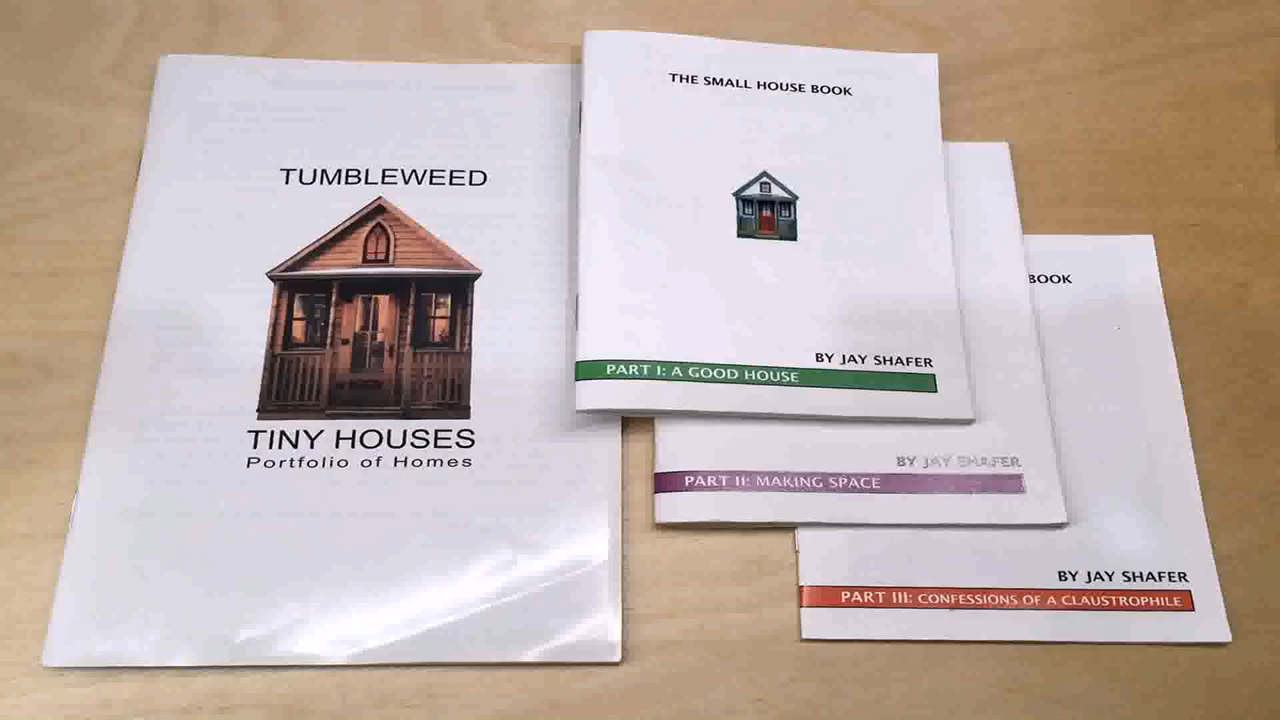 TUMBLEWEED
TINY HOUSES
Portfolio of Homes
THE SMALL HOUSE BOOK
BY JAY SHAFER
PART I: A GOOD HOUSE
BY JAY SHAFER
PART II: MAKING SPACE
BOOK
BY JAY SHAFER
PART III: CONFESSIONS OF A CLAUSTROPHILE